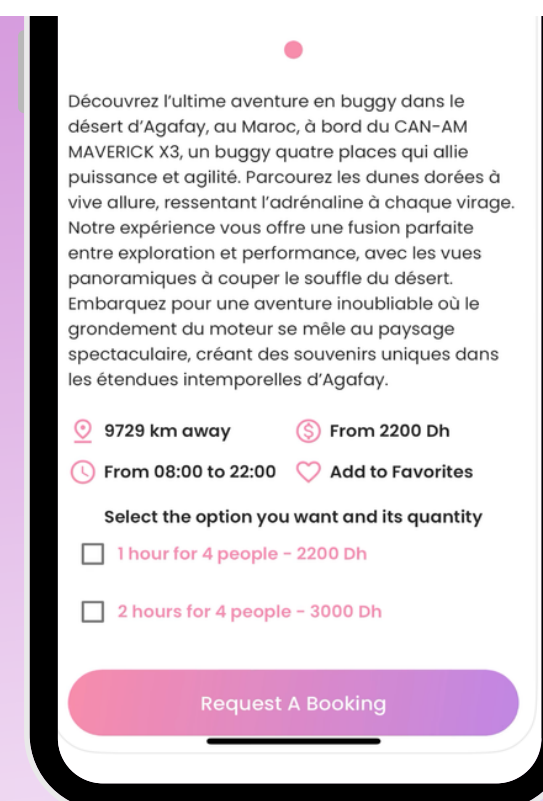 Découvrez l’ultime aventure en buggy dans le
désert d’Agafay, au Maroc, à bord du CAN-AM
MAVERICK X3, un buggy quatre places qui allie
puissance et agilité. Parcourez les dunes dorées à
vive allure, ressentant l’adrénaline à chaque virage.
Notre expérience vous offre une fusion parfaite
entre exploration et performance, avec les vues
panoramiques à couper le souffle du désert.
Embarquez pour une aventure inoubliable où le
grondement du moteur se mêle au paysage
spectaculaire, créant des souvenirs uniques dans
les étendues intemporelles d’Agafay.
9729 km away
From 2200 Dh
From 08:00 to 22:00
Add to Favorites
Select the option you want and its quantity
1 hour for 4 people - 2200 Dh
2 hours for 4 people - 3000 Dh
Request A Booking